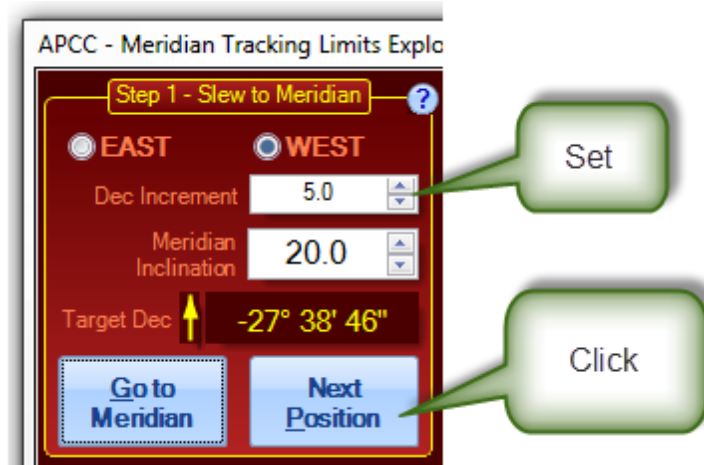 APCC - Meridian Tracking Limits Explo
Step 1 - Slew to Meridian
?
EAST
WEST
Dec Increment
5.0
Set
Meridian
Inclination
20.0
Target Dec
-27° 38' 46"
Go to
Meridian
Next
Position
Click